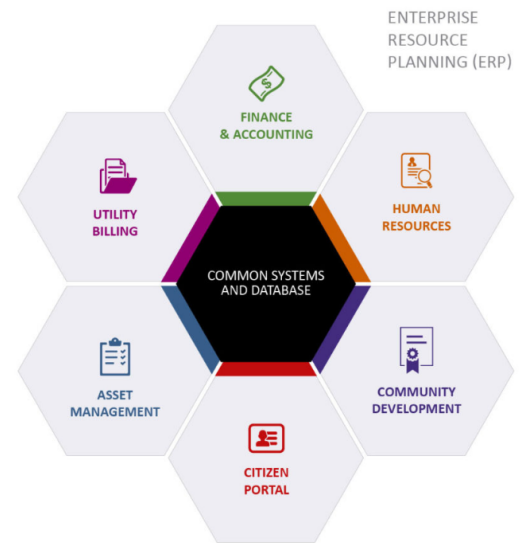 ENTERPRISE
RESOURCE
PLANNING (ERP)
$
FINANCE
& ACCOUNTING
UTILITY
BILLING
HUMAN
RESOURCES
COMMON SYSTEMS
AND DATABASE
ASSET
MANAGEMENT
COMMUNITY
DEVELOPMENT
CITIZEN
PORTAL